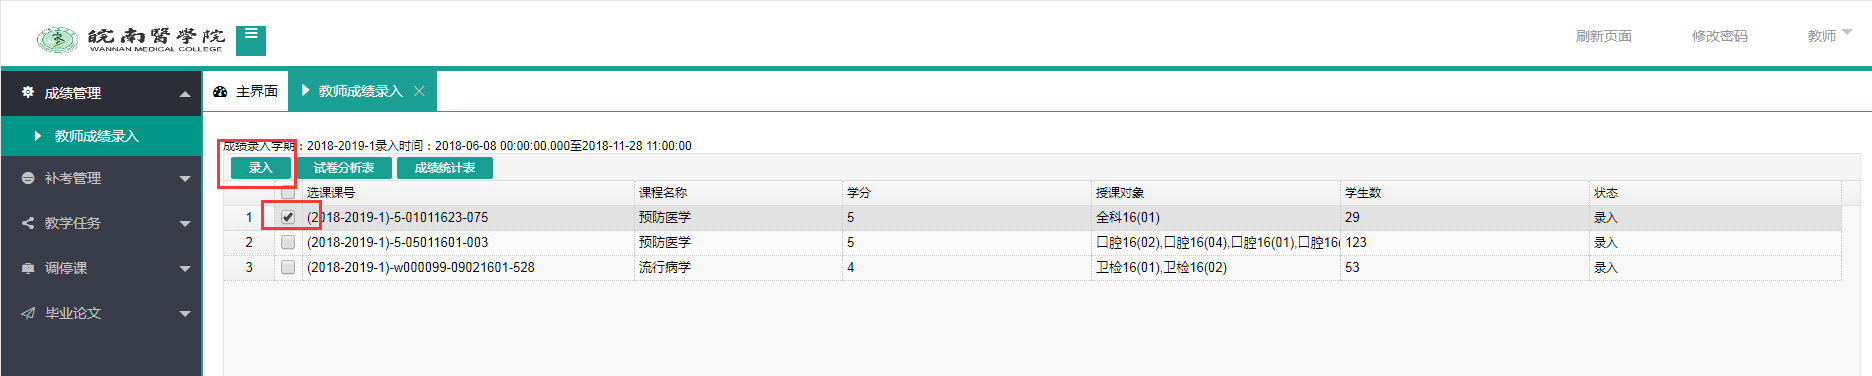 皖南醫學院
WANNAN MEDICAL COLLEGE
刷新页面 修改密码 教师
成绩管理
教师成绩录入
补考管理
教学任务
调停课
毕业论文
主界面 教师成绩录入
成绩录入学期：2018-2019-1录入时间：2018-06-08 00:00:00.000至2018-11-28 11:00:00
录入 试卷分析表 成绩统计表
选课课号 课程名称 学分 授课对象 学生数 状态
1 (2018-2019-1)-5-01011623-075 预防医学 5 全科16(01) 29 录入
2 (2018-2019-1)-5-05011601-003 预防医学 5 口腔16(02),口腔16(04),口腔16(01),口腔16( 123 录入
3 (2018-2019-1)-w000099-09021601-528 流行病学 4 卫检16(01),卫检16(02) 53 录入